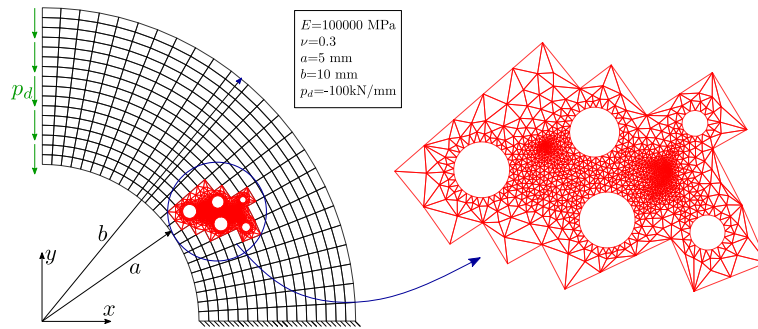 E=100000 MPa
ν=0.3
a=5 mm
b=10 mm
p_d=-100kN/mm
p_d
b
a
y
x